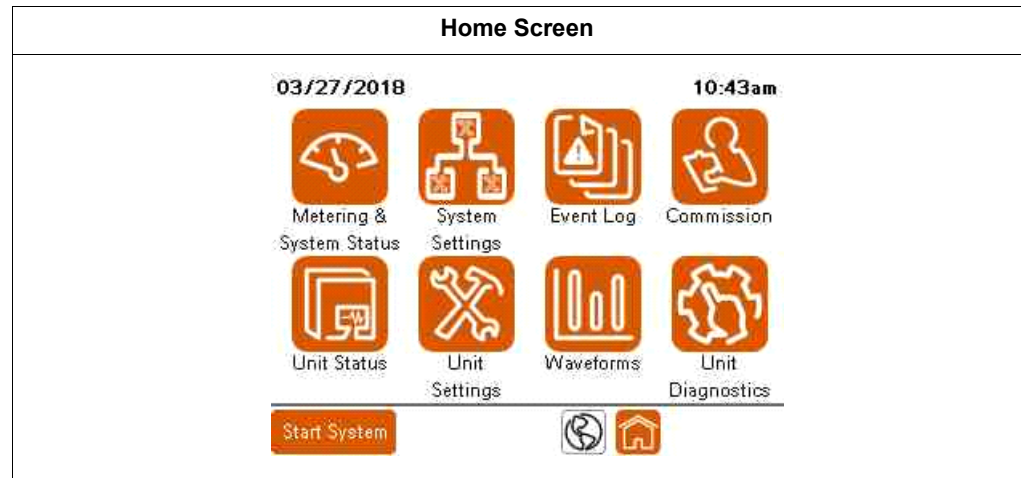 Home Screen
03/27/2018 10:43am
Metering & System Event Log Commission
System Status Settings
Unit Status Unit Waveforms Unit
Settings Diagnostics
Start System